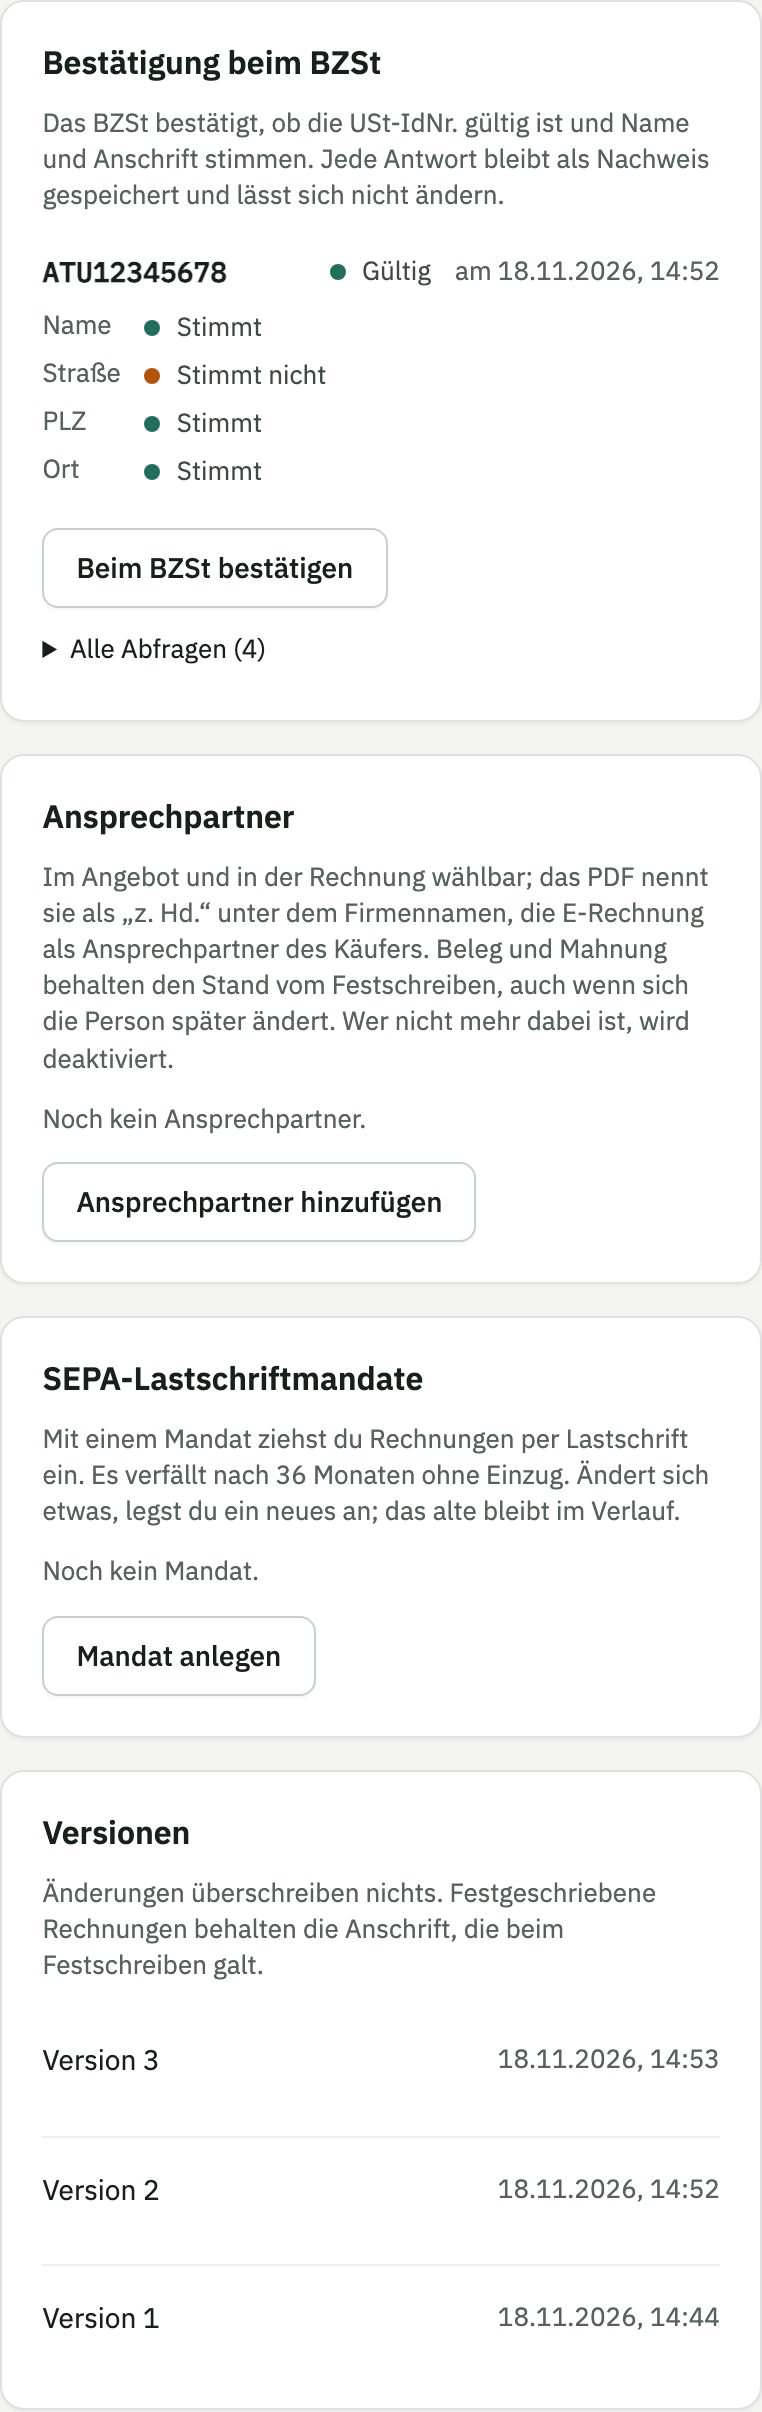 Bestätigung beim BZSt
Das BZSt bestätigt, ob die USt-IdNr. gültig ist und Name
und Anschrift stimmen. Jede Antwort bleibt als Nachweis
gespeichert und lässt sich nicht ändern.
ATU12345678 Gültig am 18.11.2026, 14:52
Name Stimmt
Straße Stimmt nicht
PLZ Stimmt
Ort Stimmt
Beim BZSt bestätigen
Alle Abfragen (4)
Ansprechpartner
Im Angebot und in der Rechnung wählbar; das PDF nennt
sie als „z. Hd.“ unter dem Firmennamen, die E-Rechnung
als Ansprechpartner des Käufers. Beleg und Mahnung
behalten den Stand vom Festschreiben, auch wenn sich
die Person später ändert. Wer nicht mehr dabei ist, wird
deaktiviert.
Noch kein Ansprechpartner.
Ansprechpartner hinzufügen
SEPA-Lastschriftmandate
Mit einem Mandat ziehst du Rechnungen per Lastschrift
ein. Es verfällt nach 36 Monaten ohne Einzug. Ändert sich
etwas, legst du ein neues an; das alte bleibt im Verlauf.
Noch kein Mandat.
Mandat anlegen
Versionen
Änderungen überschreiben nichts. Festgeschriebene
Rechnungen behalten die Anschrift, die beim
Festschreiben galt.
Version 3 18.11.2026, 14:53
Version 2 18.11.2026, 14:52
Version 1 18.11.2026, 14:44